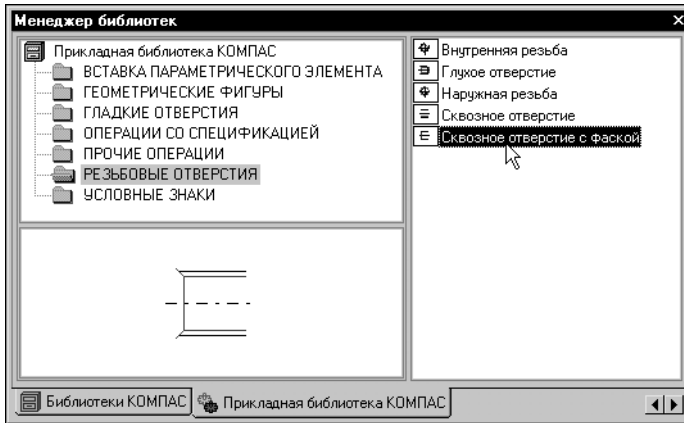 Менеджер библиотек
Прикладная библиотека КОМПАС
ВСТАВКА ПАРАМЕТРИЧЕСКОГО ЭЛЕМЕНТА
ГЕОМЕТРИЧЕСКИЕ ФИГУРЫ
ГЛАДКИЕ ОТВЕРСТИЯ
ОПЕРАЦИИ СО СПЕЦИФИКАЦИЕЙ
ПРОЧИЕ ОПЕРАЦИИ
РЕЗЬБОВЫЕ ОТВЕРСТИЯ
УСЛОВНЫЕ ЗНАКИ
Внутренняя резьба
Глухое отверстие
Наружная резьба
Сквозное отверстие
Сквозное отверстие с фаской
Библиотеки КОМПАС
Прикладная библиотека КОМПАС